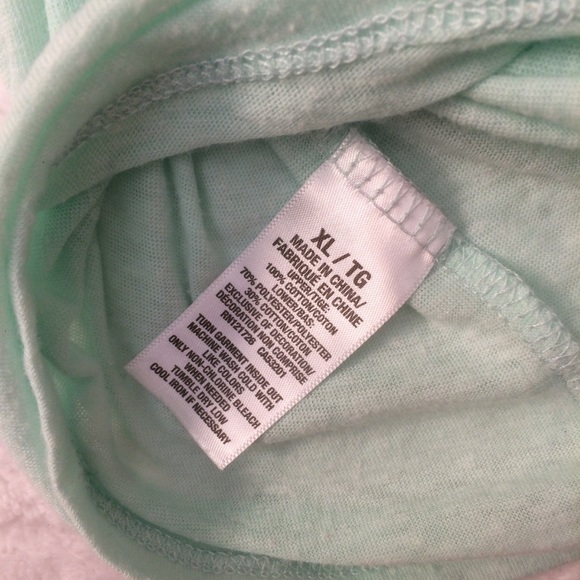 XL / TG
MADE IN CHINA/
FABRIQUÉ EN CHINE
UPPER/TIGE:
100% COTTON/COTON
LOWER/BAS:
70% POLYESTER/POLYESTER
30% COTTON/COTON
EXCLUSIVE OF DECORATION/
DECORATION NON COMPRISE
RN121726 CA53201
TURN GARMENT INSIDE OUT
MACHINE WASH COLD WITH
LIKE COLORS
ONLY NON-CHLORINE BLEACH
WHEN NEEDED
TUMBLE DRY LOW
COOL IRON IF NECESSARY